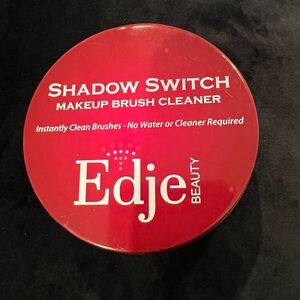 SHADOW SWITCH
MAKEUP BRUSH CLEANER
Instantly Clean Brushes - No Water or Cleaner Required
Edje
BEAUTY